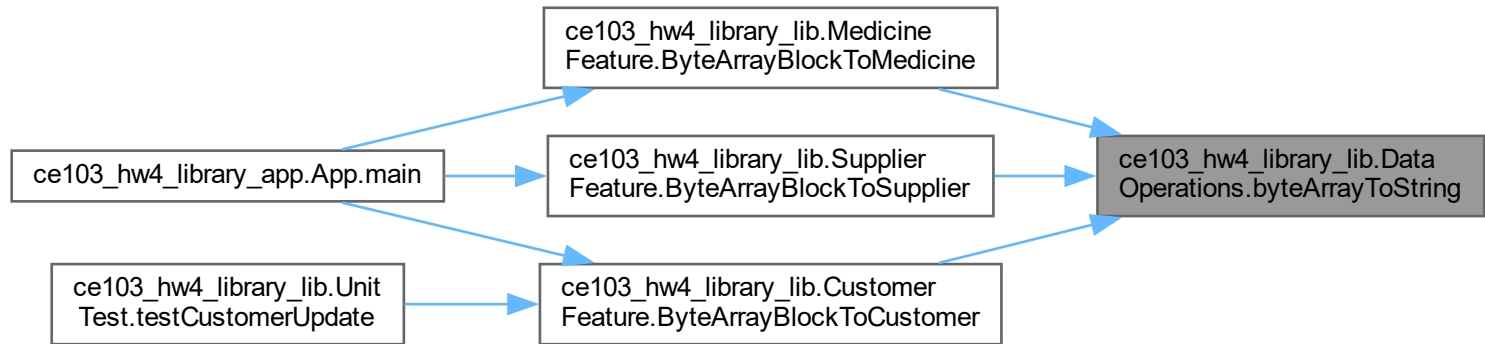 ce103_hw4_library_lib.Medicine
Feature.ByteArrayBlockToMedicine
ce103_hw4_library_app.App.main
ce103_hw4_library_lib.Supplier
Feature.ByteArrayBlockToSupplier
ce103_hw4_library_lib.Data
Operations.byteArrayToString
ce103_hw4_library_lib.Unit
Test.testCustomerUpdate
ce103_hw4_library_lib.Customer
Feature.ByteArrayBlockToCustomer